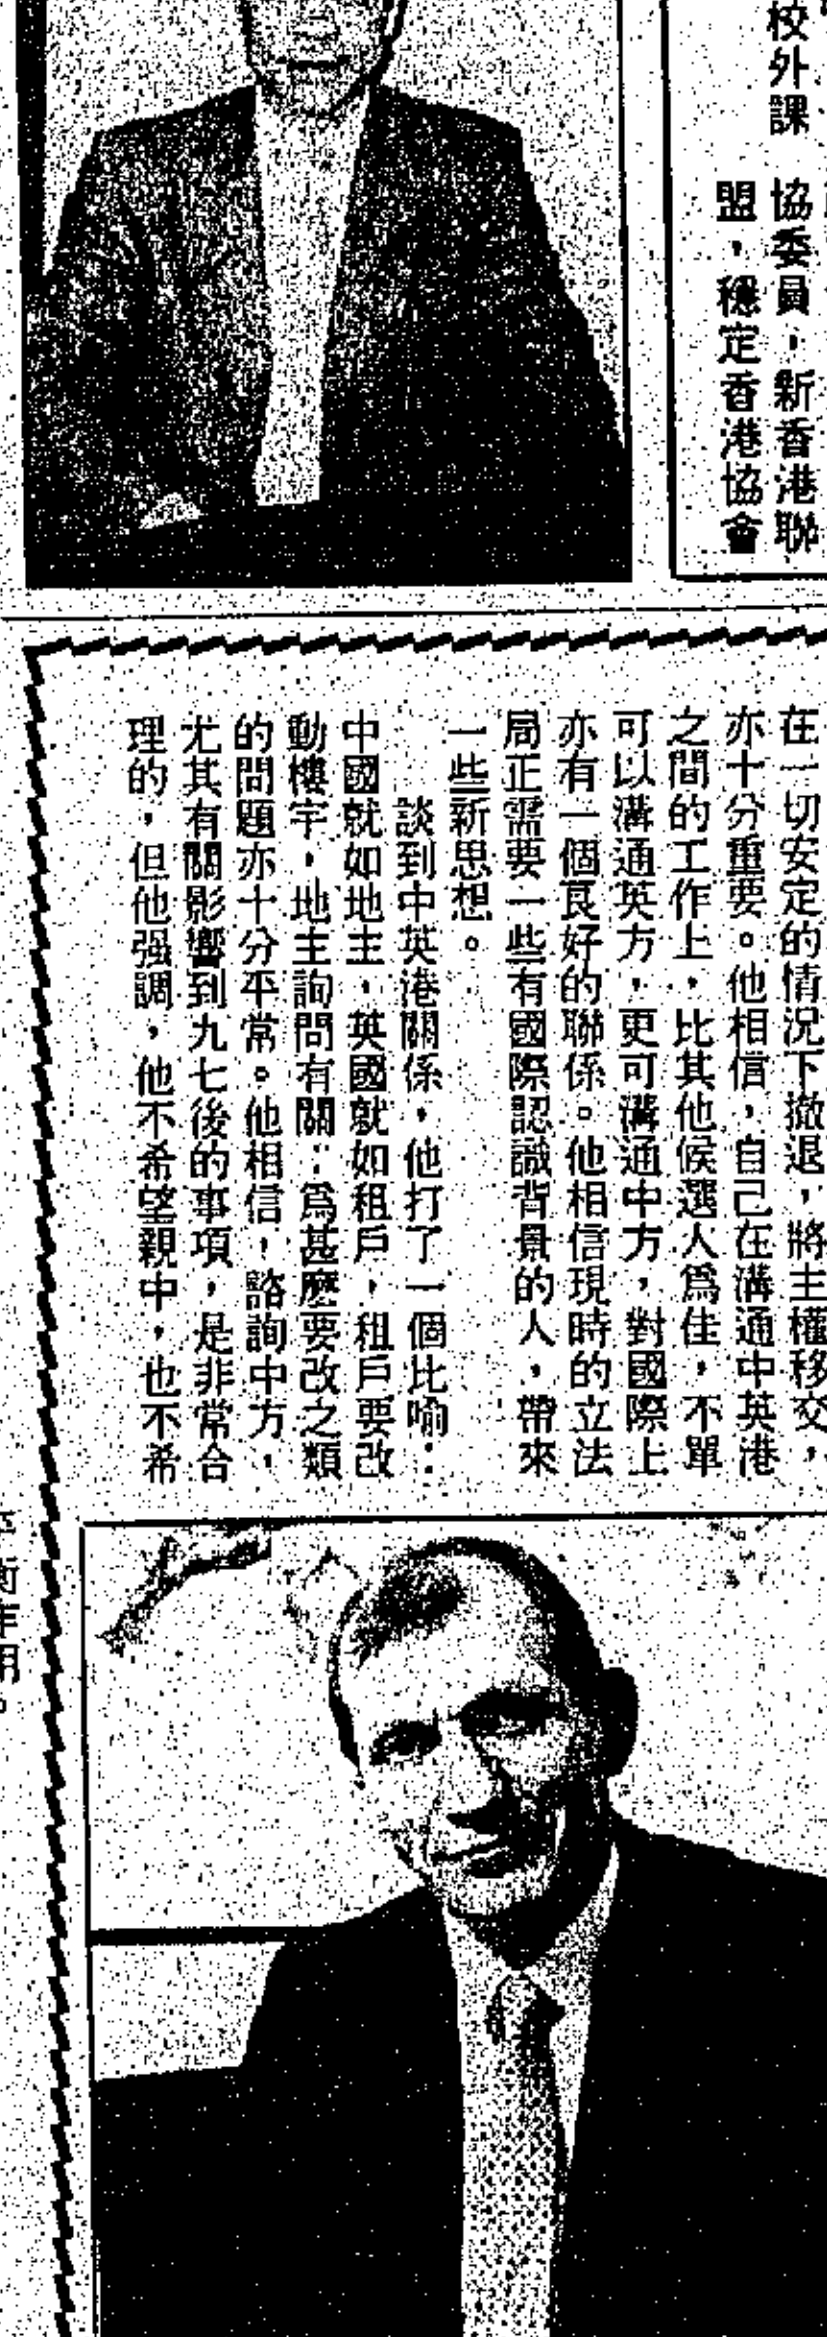 校外課
協委員，新香港聯
盟，穩定香港協會
在一切安定的情況下撤退，將主權移交，
亦十分重要。他相信，自己在溝通中英港
之間的工作上，比其他候選人爲佳，不單
可以溝通英方，更可溝通中方，對國際上
亦有一個良好的聯係。他相信現時的立法
局正需要一些有國際認識背景的人，帶來
一些新思想。
談到中英港關係，他打了一個比喻：
中國就如地主，英國就如租戶，租戶要改
動樓宇，地主詢問有關：爲甚麼要改之類
的問題亦十分平常。他相信，諮詢中方，
尤其有關影響到九七後的事項，是非常合
理的，但他强調，他不希望親中，也不希